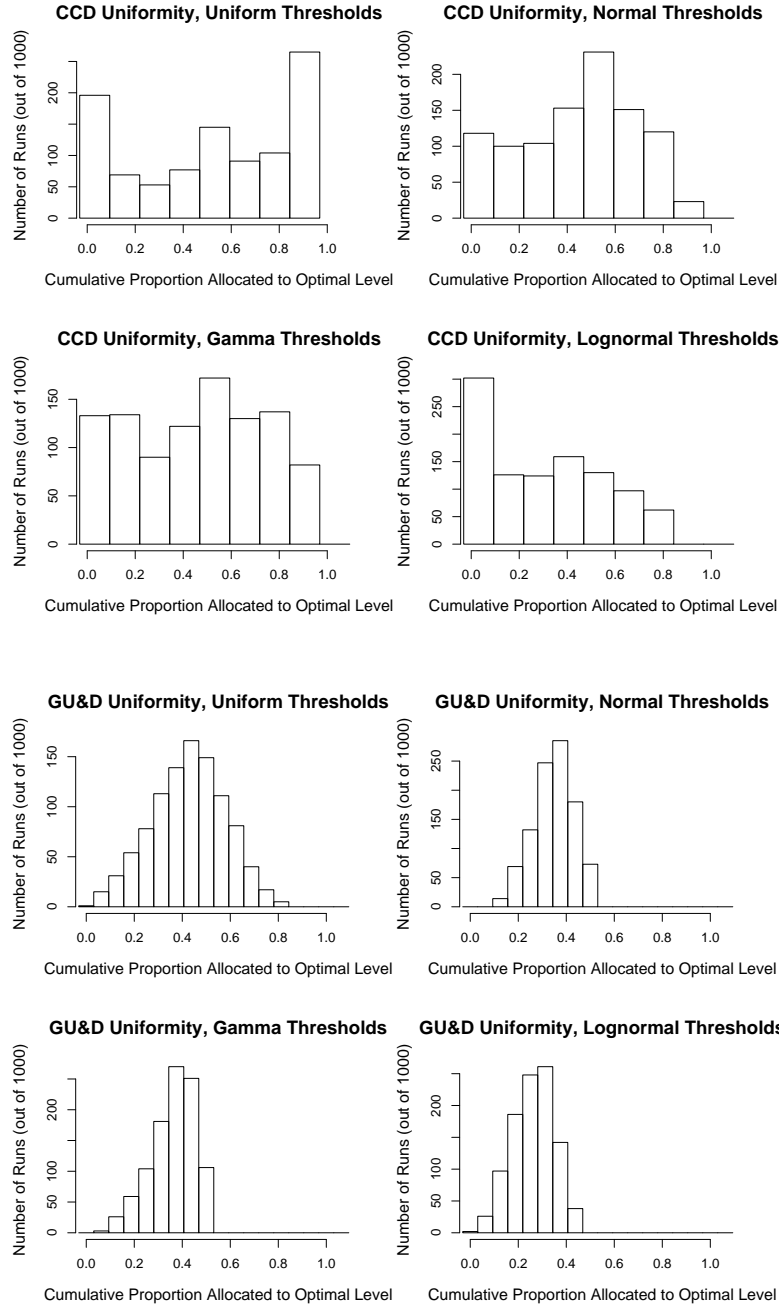 CCD Uniformity, Uniform Thresholds
Number of Runs (out of 1000)
0 50 100 200
0.0 0.2 0.4 0.6 0.8 1.0
Cumulative Proportion Allocated to Optimal Level
CCD Uniformity, Normal Thresholds
Number of Runs (out of 1000)
0 50 100 150 200
0.0 0.2 0.4 0.6 0.8 1.0
Cumulative Proportion Allocated to Optimal Level
CCD Uniformity, Gamma Thresholds
Number of Runs (out of 1000)
0 50 100 150
0.0 0.2 0.4 0.6 0.8 1.0
Cumulative Proportion Allocated to Optimal Level
CCD Uniformity, Lognormal Thresholds
Number of Runs (out of 1000)
0 50 150 250
0.0 0.2 0.4 0.6 0.8 1.0
Cumulative Proportion Allocated to Optimal Level
GU&D Uniformity, Uniform Thresholds
Number of Runs (out of 1000)
0 50 100 150
0.0 0.2 0.4 0.6 0.8 1.0
Cumulative Proportion Allocated to Optimal Level
GU&D Uniformity, Normal Thresholds
Number of Runs (out of 1000)
0 50 150 250
0.0 0.2 0.4 0.6 0.8 1.0
Cumulative Proportion Allocated to Optimal Level
GU&D Uniformity, Gamma Thresholds
Number of Runs (out of 1000)
0 50 100 200
0.0 0.2 0.4 0.6 0.8 1.0
Cumulative Proportion Allocated to Optimal Level
GU&D Uniformity, Lognormal Thresholds
Number of Runs (out of 1000)
0 50 100 200
0.0 0.2 0.4 0.6 0.8 1.0
Cumulative Proportion Allocated to Optimal Level